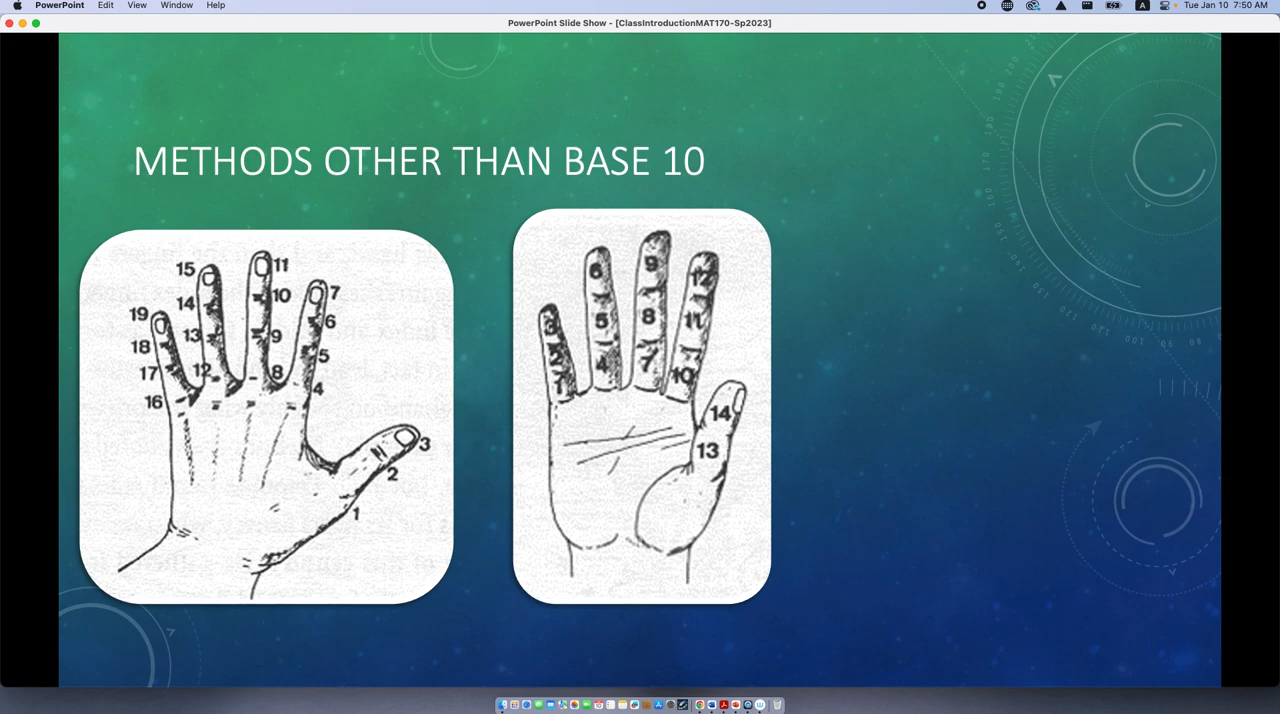 PowerPoint Edit View Window Help
A Tue Jan 10 7:50 AM
PowerPoint Slide Show - [ClassIntroductionMAT170-Sp2023]
METHODS OTHER THAN BASE 10
15 11
14 10 7
19 13 9 6
18 12 8 5
17 4
16
3
2
1
9
6 12
3 5 8 11
4 7 10
1
14
13